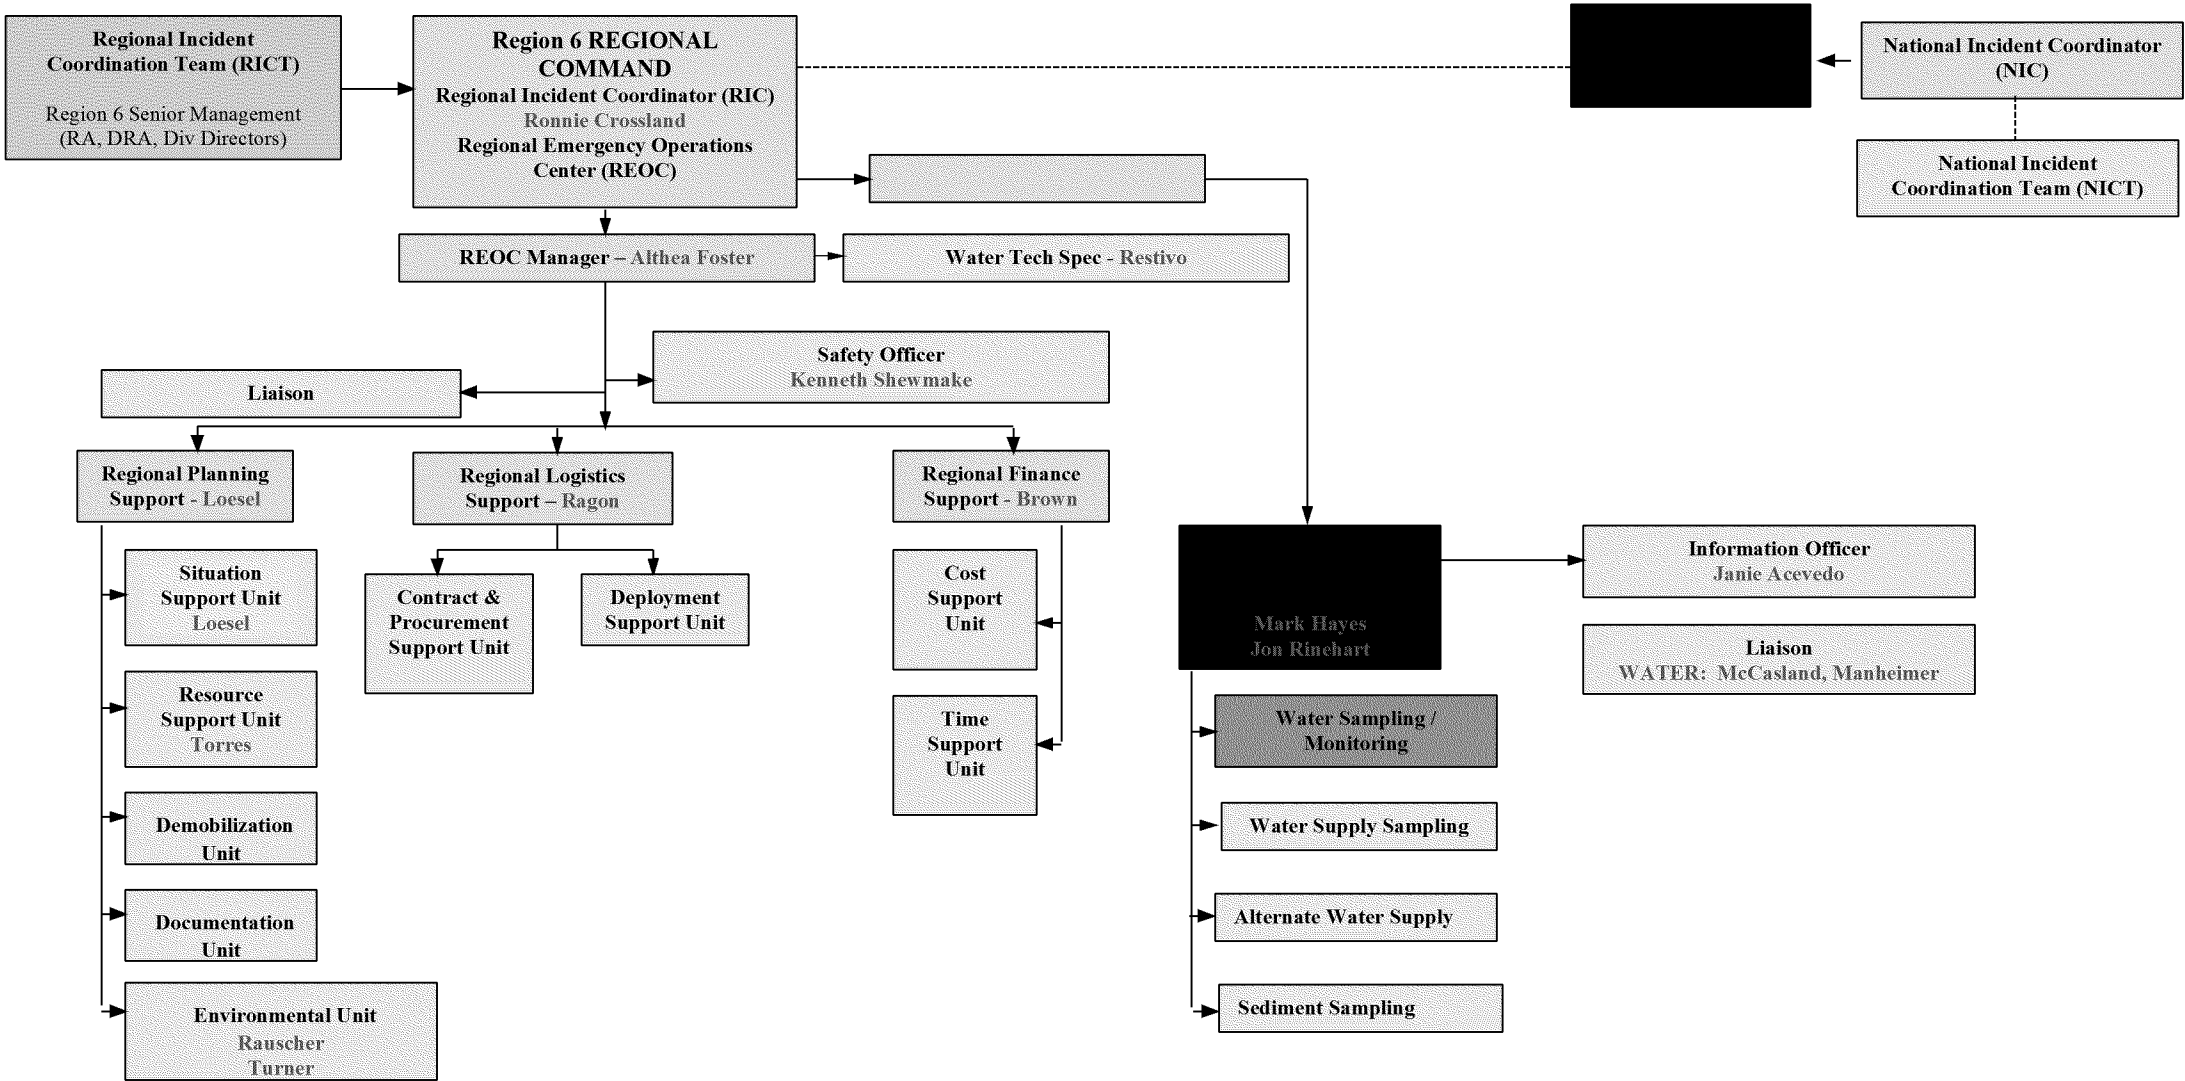 Regional Incident
Coordination Team (RICT)
Region 6 Senior Management
(RA, DRA, Div Directors)
Region 6 REGIONAL
COMMAND
Regional Incident Coordinator (RIC)
Ronnie Crossland
Regional Emergency Operations
Center (REOC)
National Incident Coordinator
(NIC)
National Incident
Coordination Team (NICT)
REOC Manager – Althea Foster
Water Tech Spec - Restivo
Safety Officer
Kenneth Shewmake
Liaison
Regional Planning
Support - Loesel
Regional Logistics
Support – Ragon
Regional Finance
Support - Brown
Situation
Support Unit
Loesel
Resource
Support Unit
Torres
Demobilization
Unit
Documentation
Unit
Environmental Unit
Rauscher
Turner
Contract &
Procurement
Support Unit
Deployment
Support Unit
Cost
Support
Unit
Time
Support
Unit
Mark Hayes
Jon Rinehart
Information Officer
Janie Acevedo
Liaison
WATER:  McCasland, Manheimer
Water Sampling /
Monitoring
Water Supply Sampling
Alternate Water Supply
Sediment Sampling